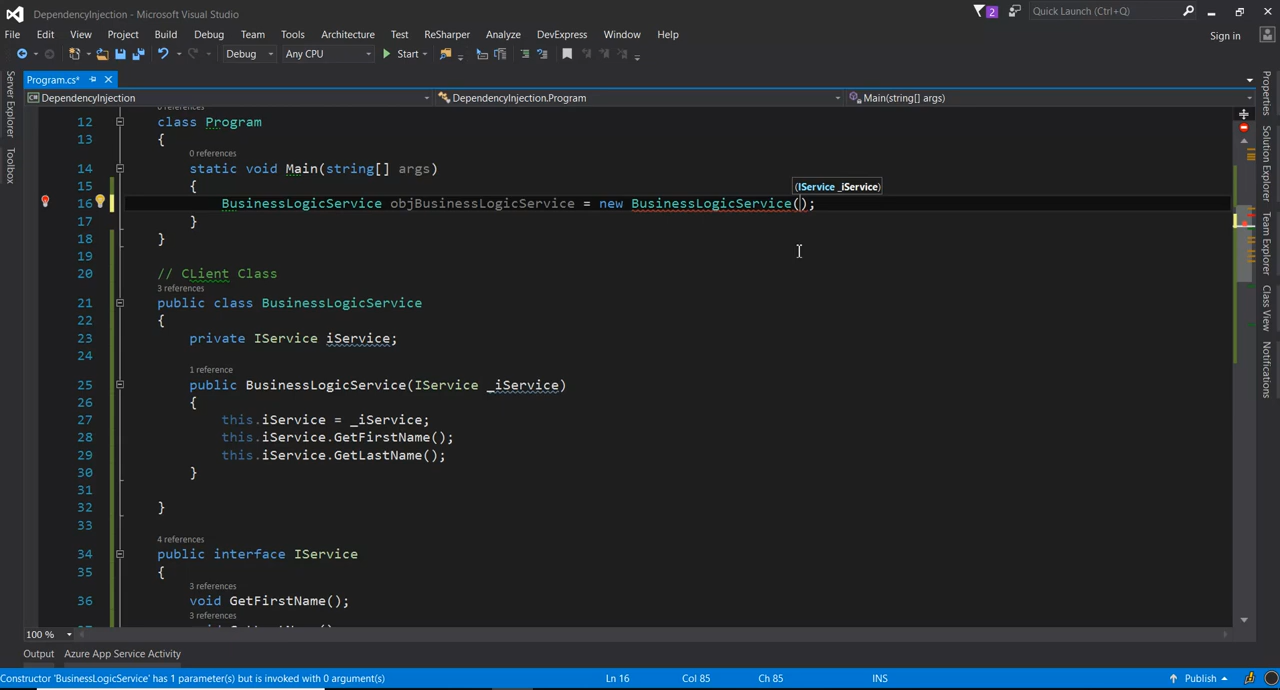 DependencyInjection - Microsoft Visual Studio
2
Quick Launch (Ctrl+Q)
File Edit View Project Build Debug Team Tools Architecture Test ReSharper Analyze DevExpress Window Help
Sign in
Debug Any CPU Start
Program.cs*
DependencyInjection DependencyInjection.Program Main(string[] args)
Server Explorer
Toolbox
Properties
Solution Explorer
Team Explorer
Class View
Notifications
12 class Program
13 {
0 references
14 static void Main(string[] args)
15 {
(IService _iService)
16 BusinessLogicService objBusinessLogicService = new BusinessLogicService();
17 }
18 }
19
20 // CLient Class
3 references
21 public class BusinessLogicService
22 {
23 private IService iService;
24
1 reference
25 public BusinessLogicService(IService _iService)
26 {
27 this.iService = _iService;
28 this.iService.GetFirstName();
29 this.iService.GetLastName();
30 }
31
32 }
33
4 references
34 public interface IService
35 {
3 references
36 void GetFirstName();
3 references
100 %
Output Azure App Service Activity
Constructor 'BusinessLogicService' has 1 parameter(s) but is invoked with 0 argument(s) Ln 16 Col 85 Ch 85 INS Publish